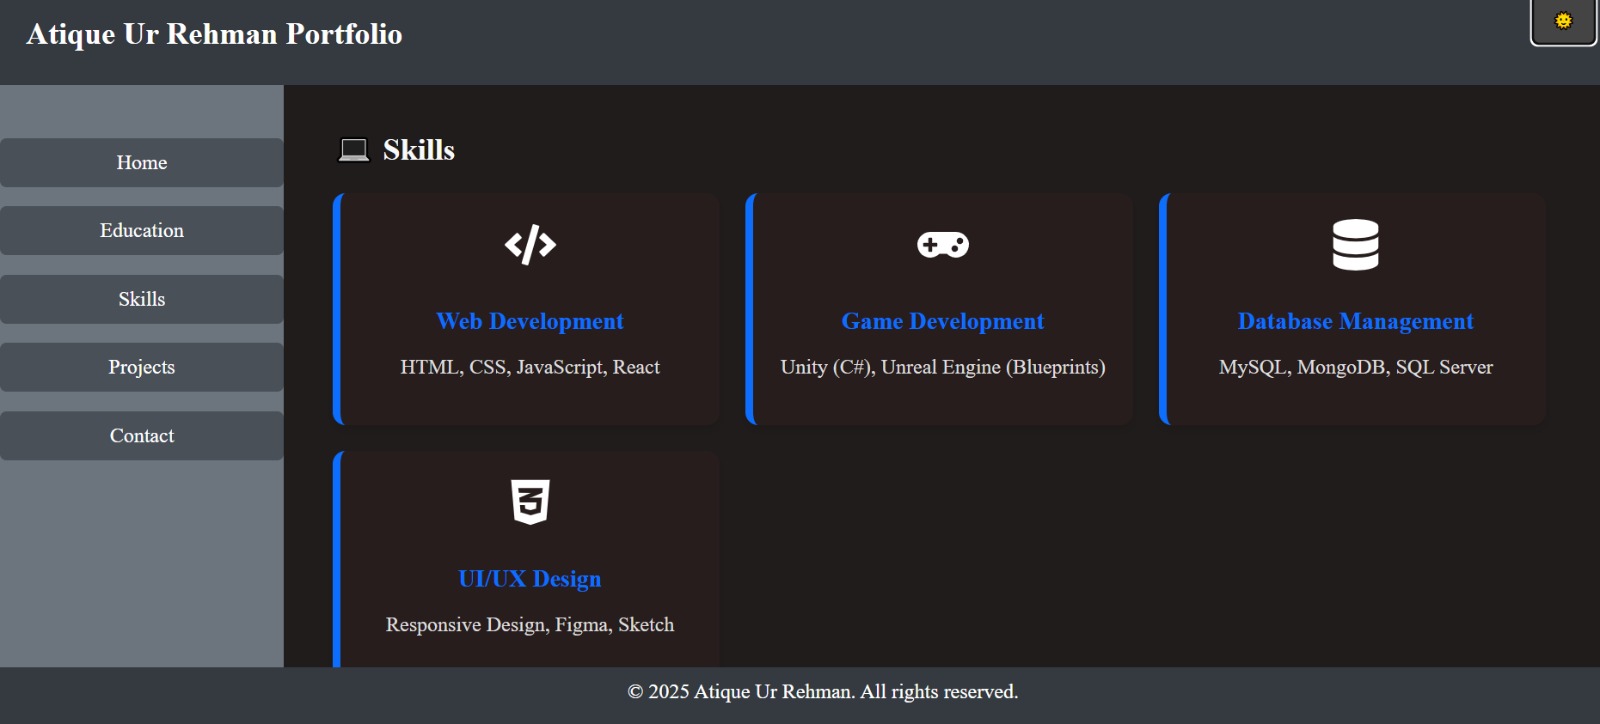 Atique Ur Rehman Portfolio
Home
Education
Skills
Projects
Contact
Skills
Web Development
HTML, CSS, JavaScript, React
Game Development
Unity (C#), Unreal Engine (Blueprints)
Database Management
MySQL, MongoDB, SQL Server
UI/UX Design
Responsive Design, Figma, Sketch
© 2025 Atique Ur Rehman. All rights reserved.